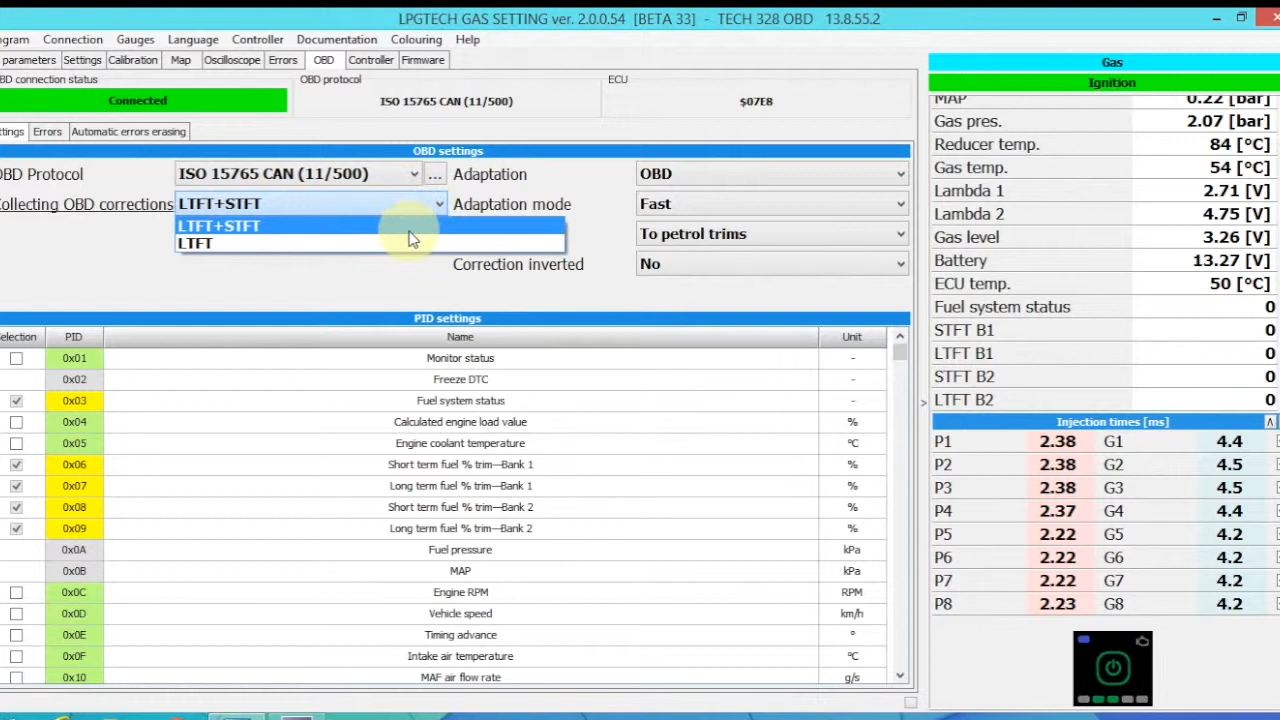 LPGTECH GAS SETTING ver. 2.0.0.54 [BETA 33] - TECH 328 OBD 13.8.55.2
ogram Connection Gauges Language Controller Documentation Colouring Help
parameters Settings Calibration Map Oscilloscope Errors OBD Controller Firmware
BD connection status OBD protocol ECU
Connected ISO 15765 CAN (11/500) $07E8
ttings Errors Automatic errors erasing
OBD settings
OBD Protocol ISO 15765 CAN (11/500) ... Adaptation OBD
Collecting OBD corrections LTFT+STFT Adaptation mode Fast
LTFT+STFT To petrol trims
LTFT
Correction inverted No
PID settings
election PID Name Unit
0x01 Monitor status -
0x02 Freeze DTC -
0x03 Fuel system status -
0x04 Calculated engine load value %
0x05 Engine coolant temperature °C
0x06 Short term fuel % trim—Bank 1 %
0x07 Long term fuel % trim—Bank 1 %
0x08 Short term fuel % trim—Bank 2 %
0x09 Long term fuel % trim—Bank 2 %
0x0A Fuel pressure kPa
0x0B MAP kPa
0x0C Engine RPM RPM
0x0D Vehicle speed km/h
0x0E Timing advance °
0x0F Intake air temperature °C
0x10 MAF air flow rate g/s
Gas
Ignition
MAP 0.22 [bar]
Gas pres. 2.07 [bar]
Reducer temp. 84 [°C]
Gas temp. 54 [°C]
Lambda 1 2.71 [V]
Lambda 2 4.75 [V]
Gas level 3.26 [V]
Battery 13.27 [V]
ECU temp. 50 [°C]
Fuel system status 0
STFT B1 0
LTFT B1 0
STFT B2 0
LTFT B2 0
Injection times [ms]
P1 2.38 G1 4.4
P2 2.38 G2 4.5
P3 2.38 G3 4.5
P4 2.37 G4 4.4
P5 2.22 G5 4.2
P6 2.22 G6 4.2
P7 2.22 G7 4.2
P8 2.23 G8 4.2